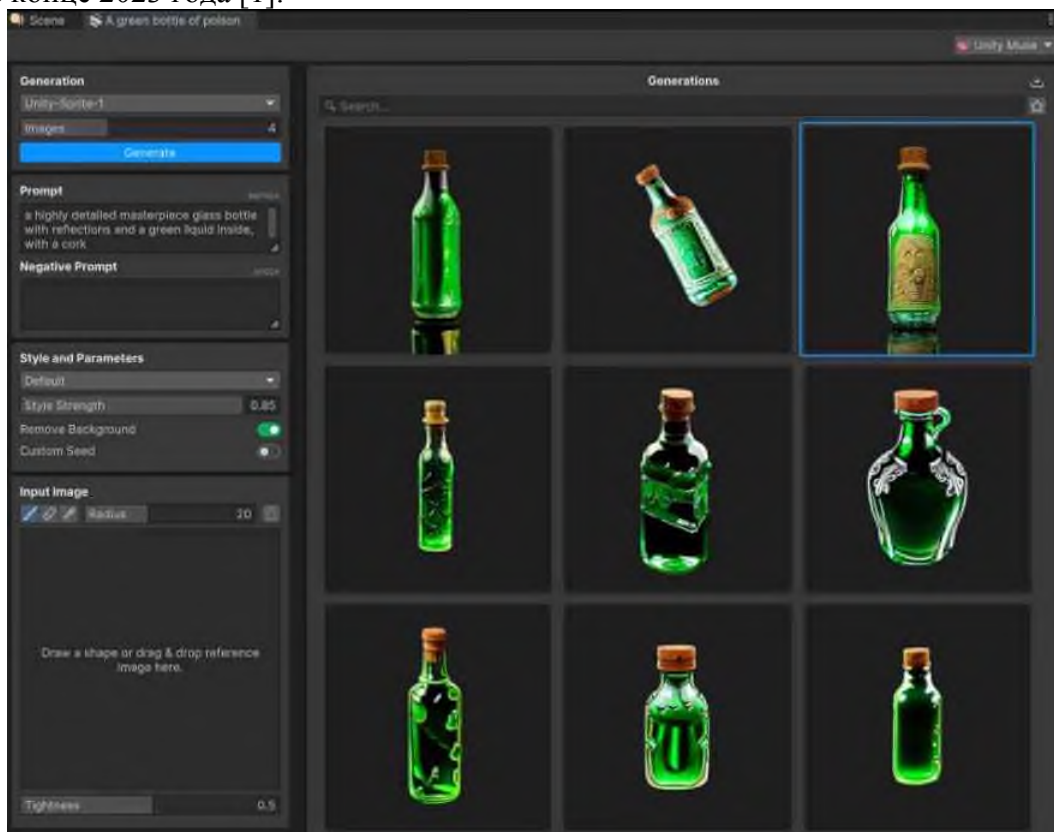 конце 2023 года [1].
Scene A green bottle of poison
Unity Muse
Generation
Unity-Sprite-1
Images 4
Generate
Prompt
a highly detailed masterpiece glass bottle
with reflections and a green liquid inside,
with a cork
Negative Prompt
Style and Parameters
Default
Style Strength 0.85
Remove Background
Custom Seed
Input Image
Radius 20
Draw a shape or drag & drop reference
image here.
Tightness 0.5
Generations
Search...